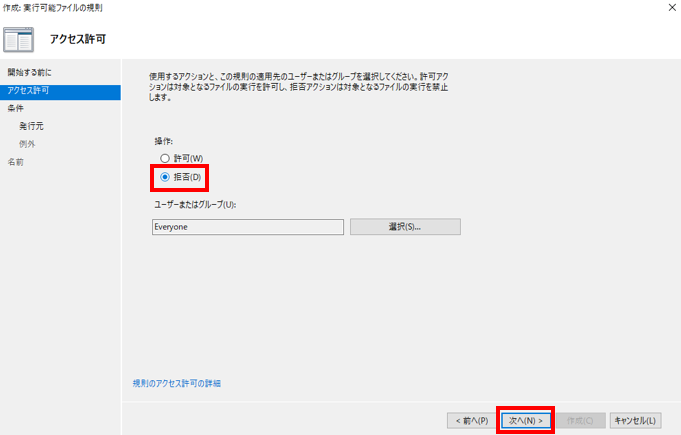 作成: 実行可能ファイルの規則
アクセス許可
開始する前に
アクセス許可
条件
発行元
例外
名前
使用するアクションと、この規則の適用先のユーザーまたはグループを選択してください。許可アク
ションは対象となるファイルの実行を許可し、拒否アクションは対象となるファイルの実行を禁止
します。
操作:
許可(W)
拒否(D)
ユーザーまたはグループ(U):
Everyone
選択(S)...
規則のアクセス許可の詳細
< 前へ(P)
次へ(N) >
作成(C)
キャンセル(L)